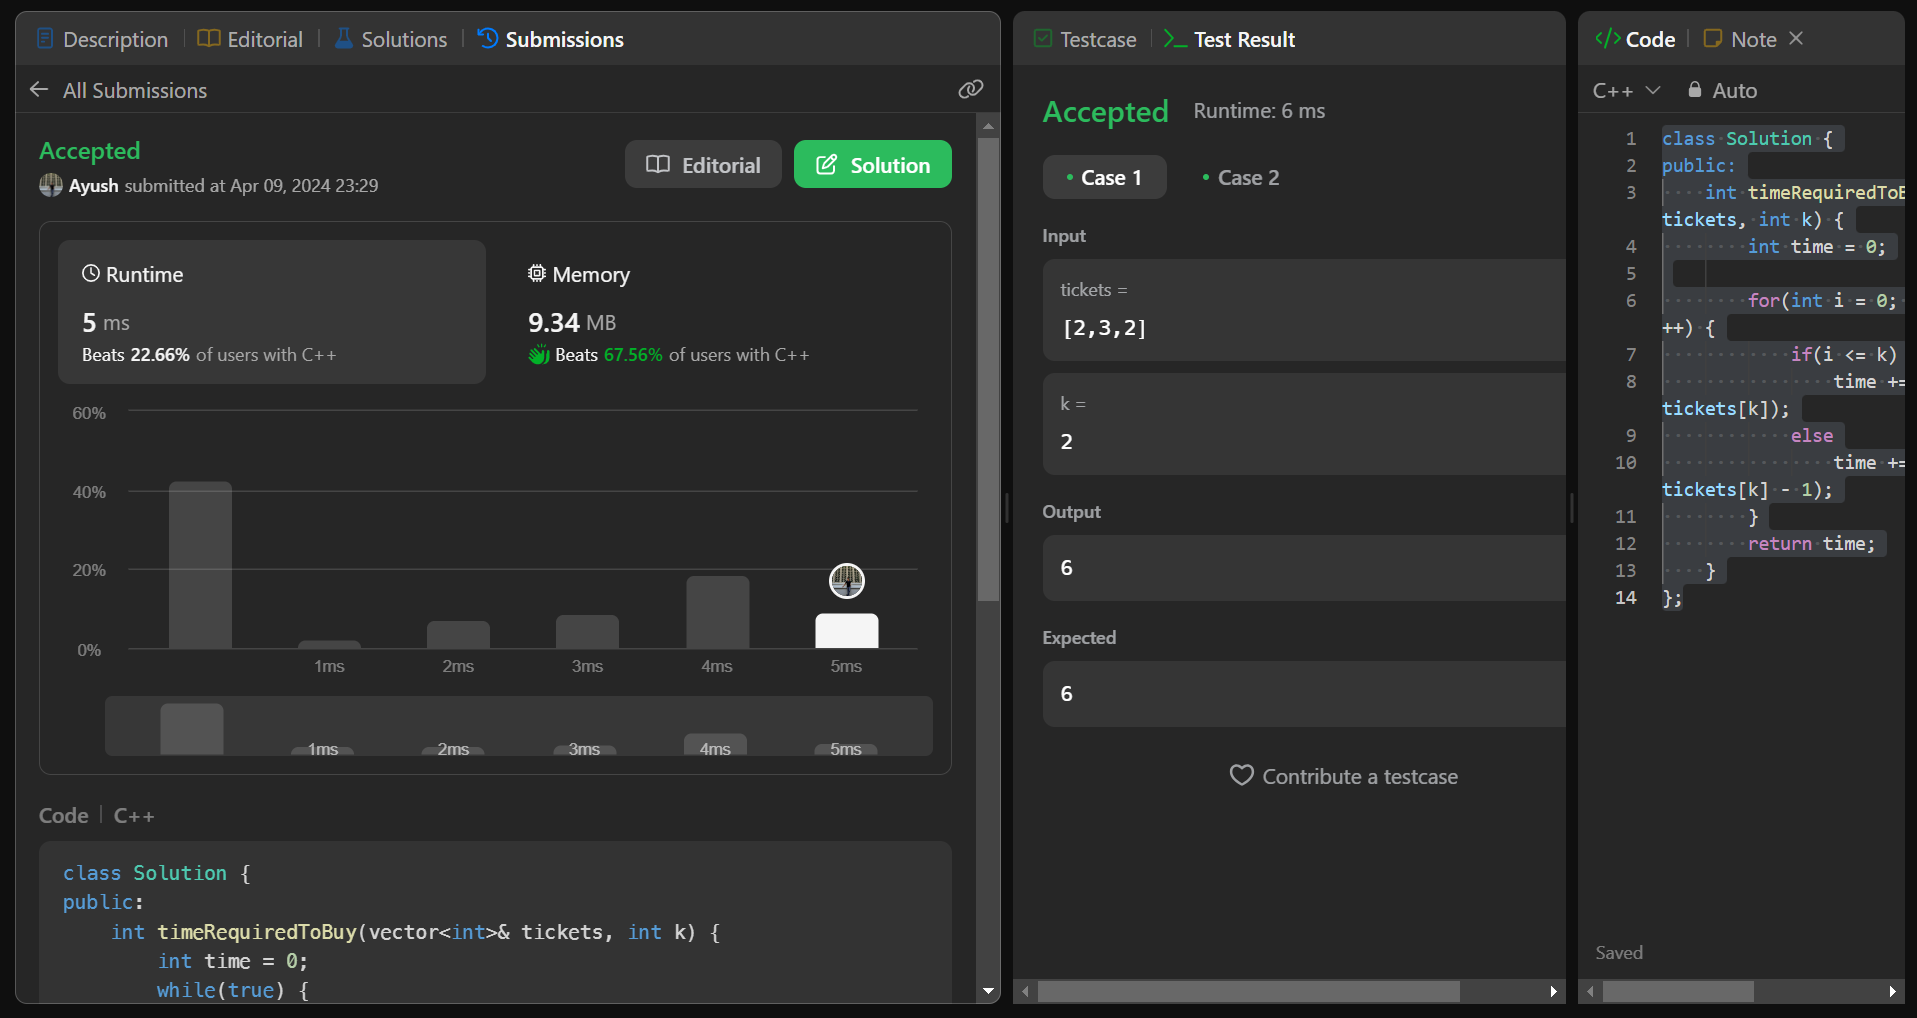 Description
Editorial
Solutions
Submissions
All Submissions
Accepted
Ayush submitted at Apr 09, 2024 23:29
Editorial
Solution
Runtime
5 ms
Beats 22.66% of users with C++
Memory
9.34 MB
Beats 67.56% of users with C++
60%
40%
20%
0%
1ms 2ms 3ms 4ms 5ms
1ms 2ms 3ms 4ms 5ms
Code | C++
class Solution {
public:
    int timeRequiredToBuy(vector<int>& tickets, int k) {
        int time = 0;
        while(true) {
Testcase
Test Result
Accepted Runtime: 6 ms
• Case 1 • Case 2
Input
tickets =
[2,3,2]
k =
2
Output
6
Expected
6
Contribute a testcase
</> Code
Note
C++ Auto
1 class Solution {
2 public:
3     int timeRequiredToB
tickets, int k) {
4         int time = 0;
5
6         for(int i = 0;
++) {
7             if(i <= k)
8                 time +=
tickets[k]);
9             else
10                 time +=
tickets[k] - 1);
11         }
12         return time;
13     }
14 };
Saved